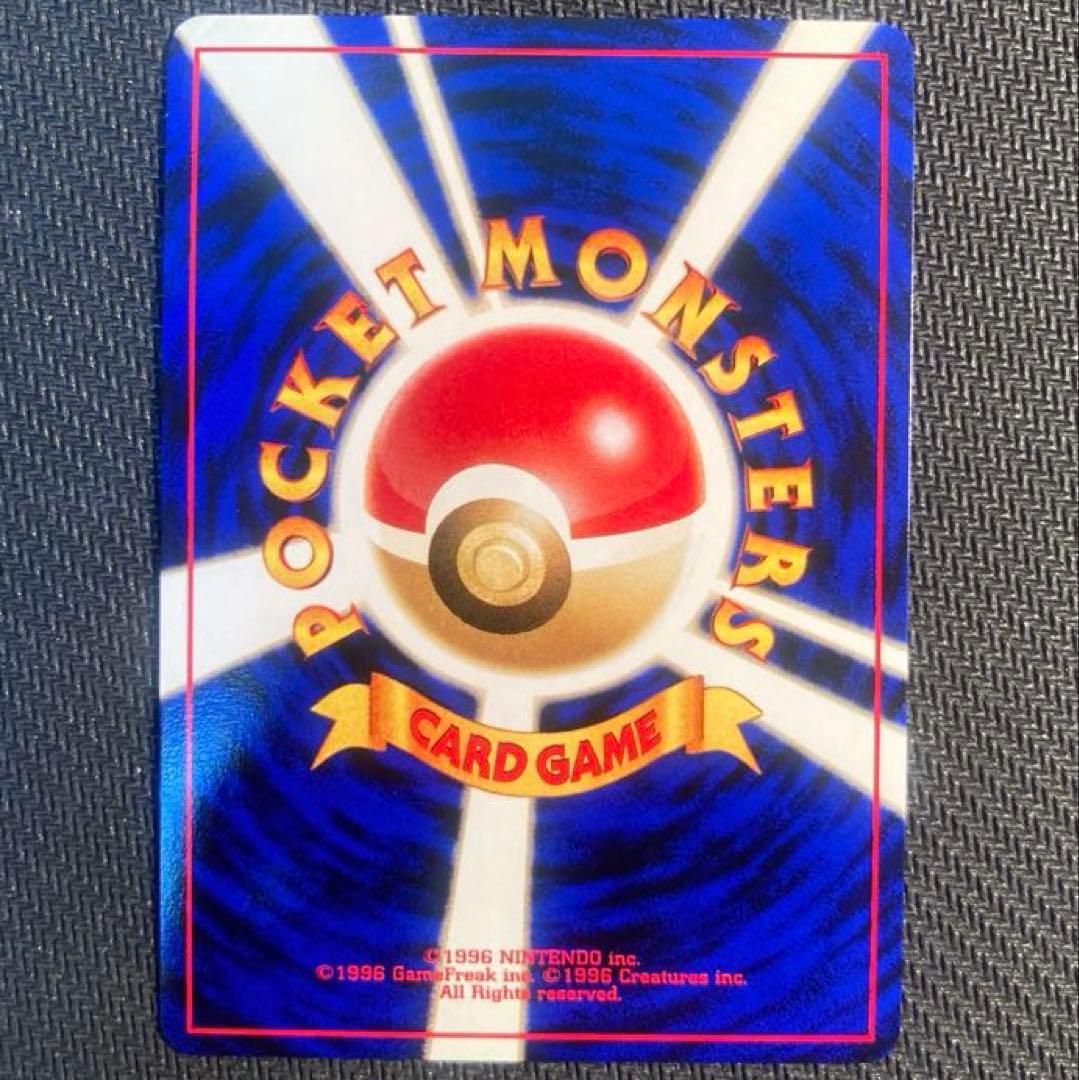 POCKET MONSTERS
CARD GAME
©1996 NINTENDO inc.
©1996 GameFreak inc. ©1996 Creatures inc.
All Rights reserved.